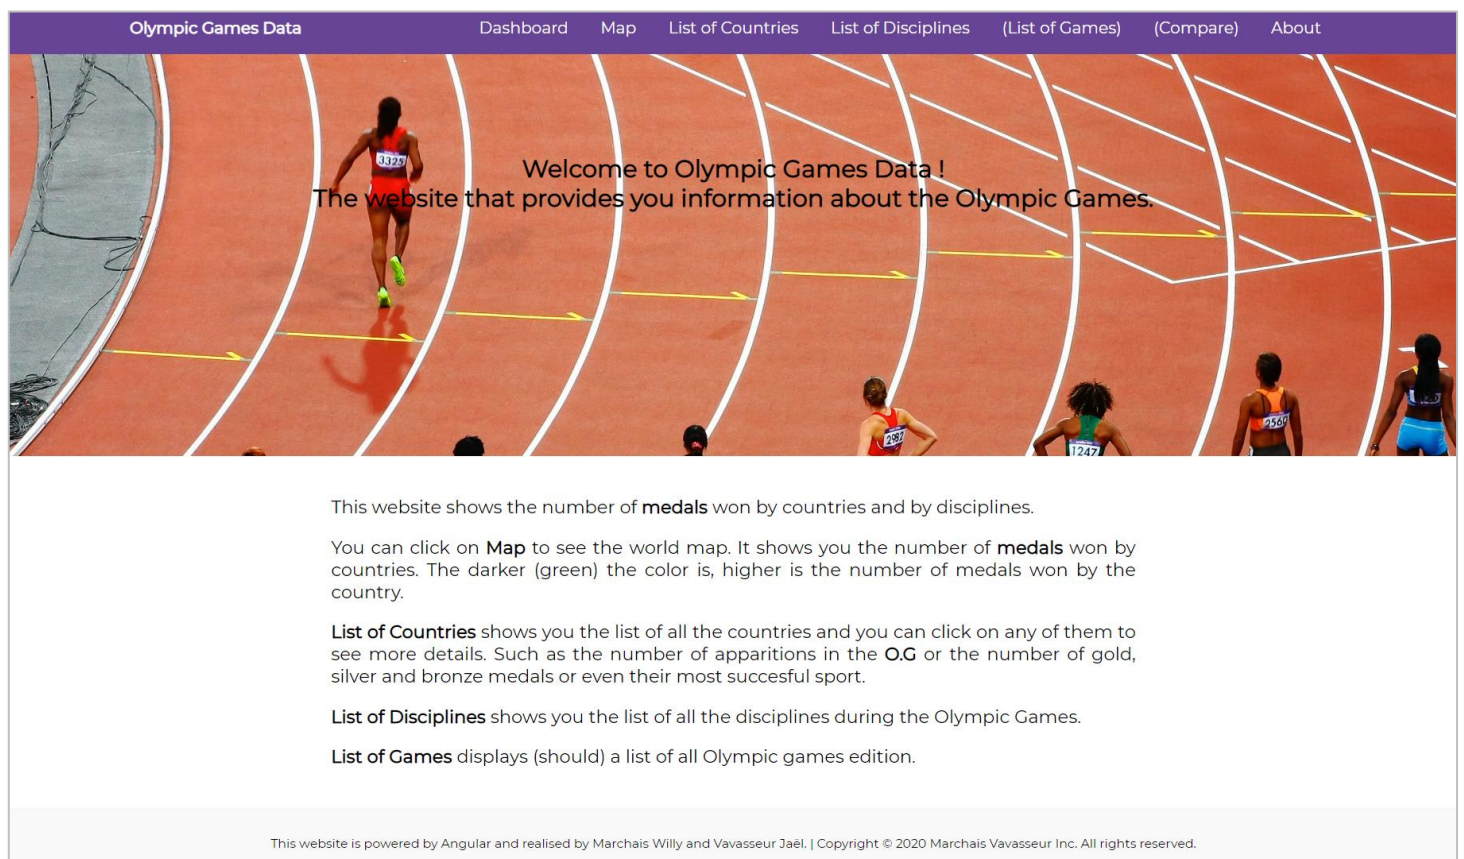 Olympic Games Data Dashboard Map List of Countries List of Disciplines (List of Games) (Compare) About
3325
Welcome to Olympic Games Data !
The website that provides you information about the Olympic Games.
2982
1247
2560
This website shows the number of medals won by countries and by disciplines.
You can click on Map to see the world map. It shows you the number of medals won by
countries. The darker (green) the color is, higher is the number of medals won by the
country.
List of Countries shows you the list of all the countries and you can click on any of them to
see more details. Such as the number of apparitions in the O.G or the number of gold,
silver and bronze medals or even their most succesful sport.
List of Disciplines shows you the list of all the disciplines during the Olympic Games.
List of Games displays (should) a list of all Olympic games edition.
This website is powered by Angular and realised by Marchais Willy and Vavasseur Jaël. | Copyright © 2020 Marchais Vavasseur Inc. All rights reserved.